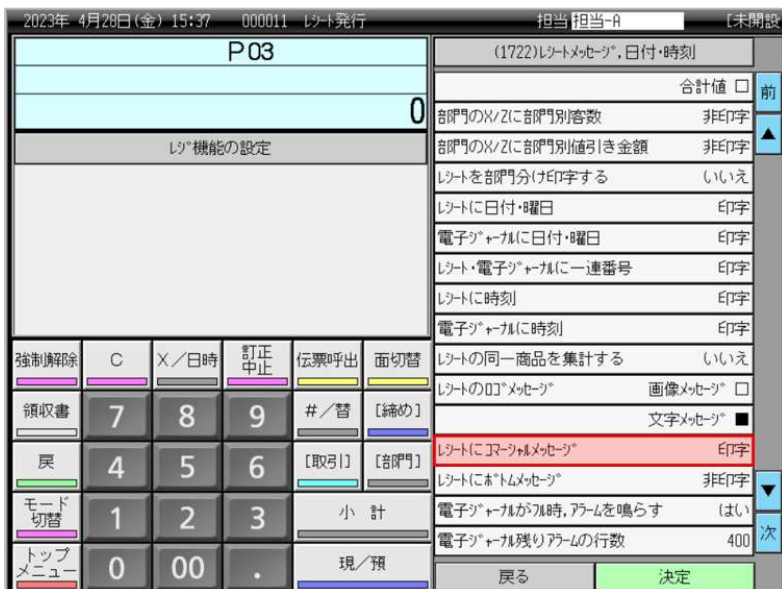 2023年 4月28日(金) 15:37 000011 ﾚｼｰﾄ発行 担当 担当-A [未開設
P03
0
ﾚｼﾞ機能の設定
強制解除 C X／日時 訂正中止 伝票呼出 面切替
領収書 7 8 9 #／替 [締め]
戻 4 5 6 [取引] [部門]
モード切替 1 2 3 小 計
トップメニュー 0 00 . 現／預
(1722)ﾚｼｰﾄﾒｯｾｰｼﾞ,日付･時刻
合計値 □
前
部門のX/Zに部門別客数 非印字
▲
部門のX/Zに部門別値引き金額 非印字
ﾚｼｰﾄを部門分け印字する いいえ
ﾚｼｰﾄに日付･曜日 印字
電子ｼﾞｬｰﾅﾙに日付･曜日 印字
ﾚｼｰﾄ･電子ｼﾞｬｰﾅﾙに一連番号 印字
ﾚｼｰﾄに時刻 印字
電子ｼﾞｬｰﾅﾙに時刻 印字
ﾚｼｰﾄの同一商品を集計する いいえ
ﾚｼｰﾄのﾛｺﾞﾒｯｾｰｼﾞ 画像ﾒｯｾｰｼﾞ □
文字ﾒｯｾｰｼﾞ ■
ﾚｼｰﾄにｺﾏｰｼｬﾙﾒｯｾｰｼﾞ 印字
ﾚｼｰﾄにﾎﾞﾄﾑﾒｯｾｰｼﾞ 非印字
▼
電子ｼﾞｬｰﾅﾙがﾌﾙ時,ｱﾗｰﾑを鳴らす はい
次
電子ｼﾞｬｰﾅﾙ残りｱﾗｰﾑの行数 400
戻る 決定